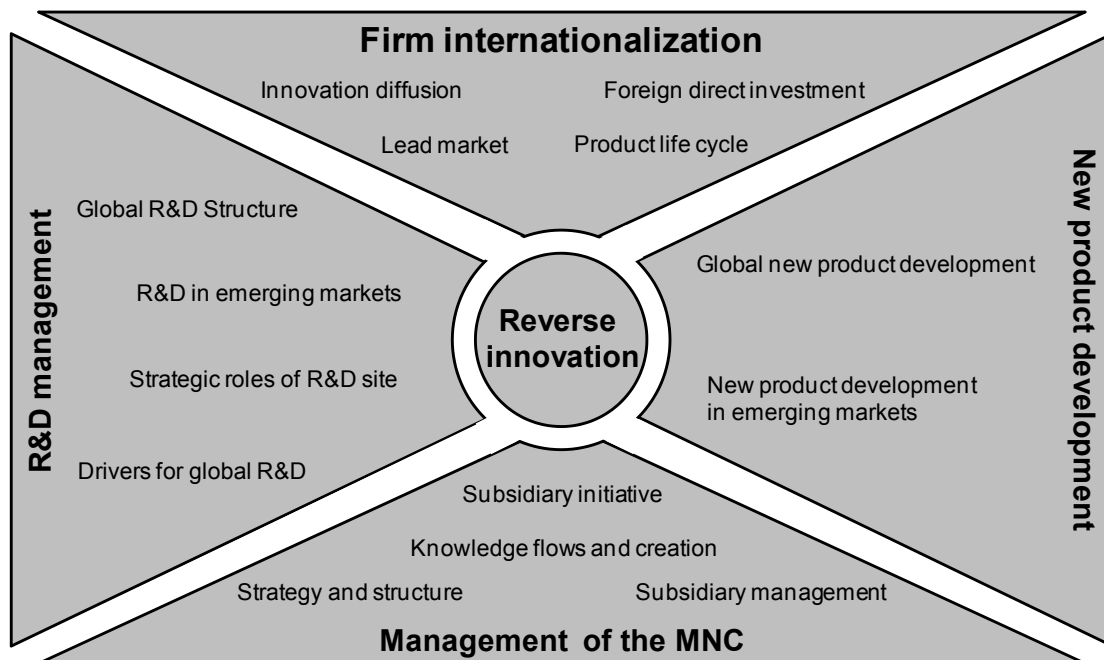 Firm internationalization
Innovation diffusion
Foreign direct investment
Lead market
Product life cycle
R&D management
Global R&D Structure
R&D in emerging markets
Strategic roles of R&D site
Drivers for global R&D
Reverse
innovation
New product development
Global new product development
New product development
in emerging markets
Subsidiary initiative
Knowledge flows and creation
Strategy and structure
Subsidiary management
Management of the MNC